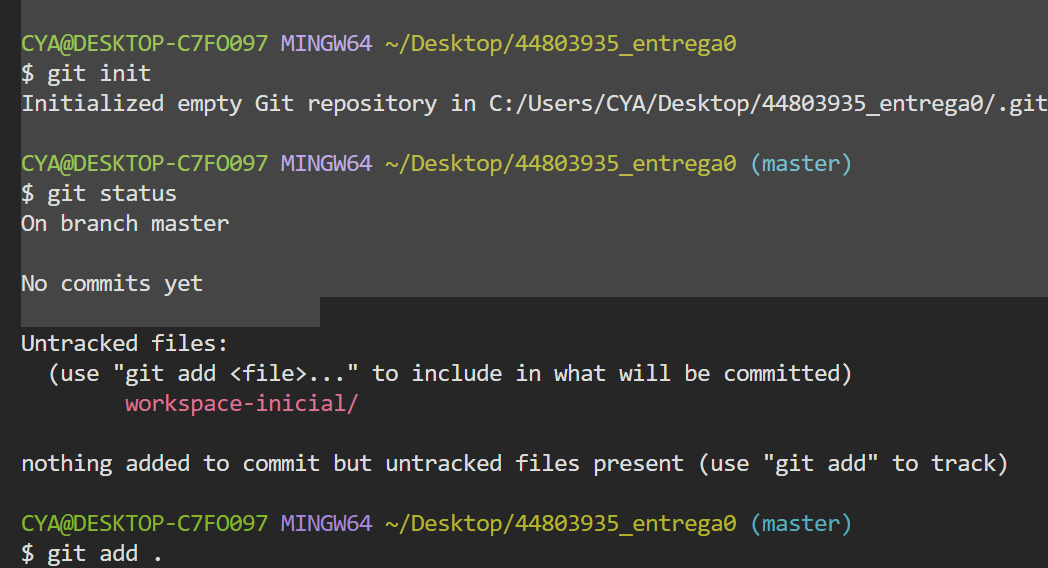 CYA@DESKTOP-C7FO097 MINGW64 ~/Desktop/44803935_entrega0
$ git init
Initialized empty Git repository in C:/Users/CYA/Desktop/44803935_entrega0/.git
CYA@DESKTOP-C7FO097 MINGW64 ~/Desktop/44803935_entrega0 (master)
$ git status
On branch master
No commits yet
Untracked files:
  (use "git add <file>..." to include in what will be committed)
        workspace-inicial/
nothing added to commit but untracked files present (use "git add" to track)
CYA@DESKTOP-C7FO097 MINGW64 ~/Desktop/44803935_entrega0 (master)
$ git add .